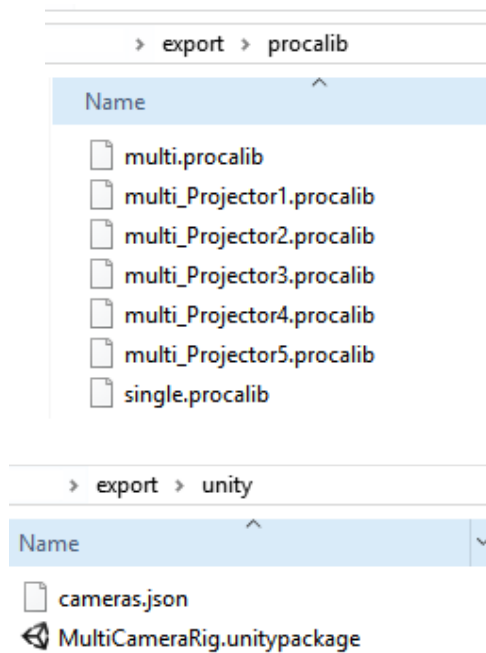 > export > procalib
Name
multi.procalib
multi_Projector1.procalib
multi_Projector2.procalib
multi_Projector3.procalib
multi_Projector4.procalib
multi_Projector5.procalib
single.procalib
> export > unity
Name
cameras.json
MultiCameraRig.unitypackage